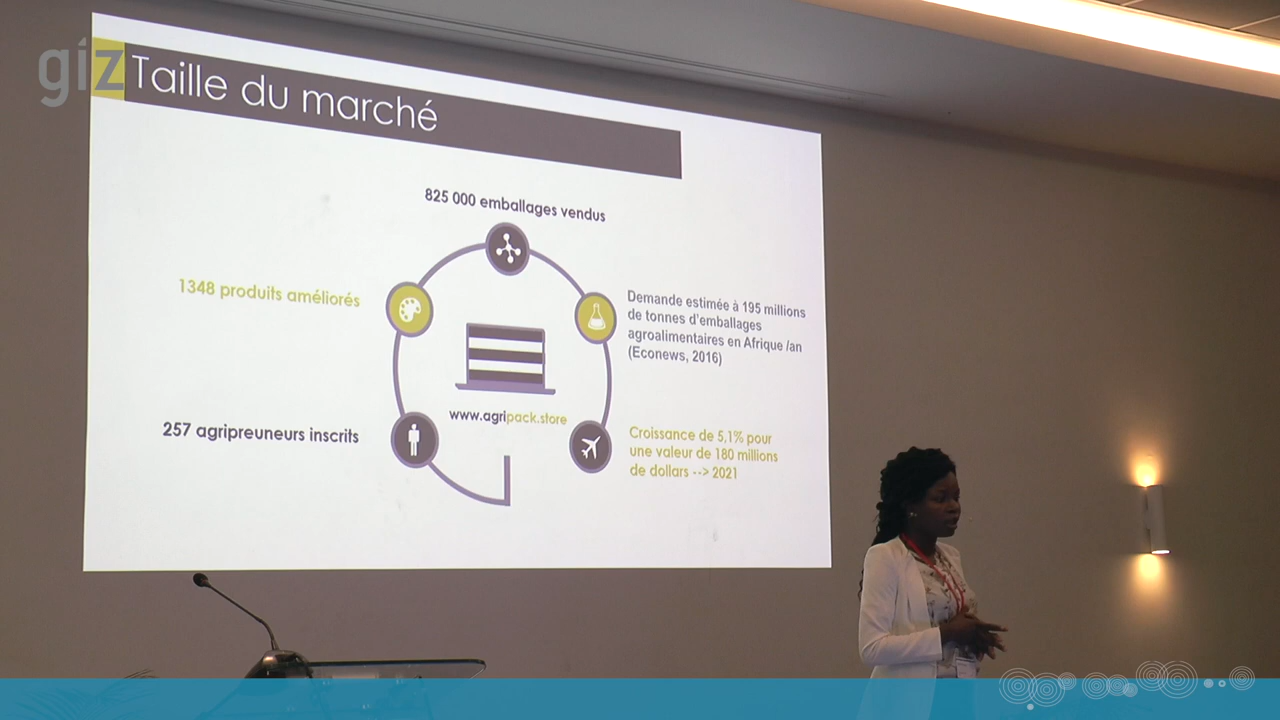 giz
Taille du marché
825 000 emballages vendus
1348 produits améliorés
Demande estimée à 195 millions
de tonnes d'emballages
agroalimentaires en Afrique /an
(Econews, 2016)
www.agripack.store
257 agripreuneurs inscrits
Croissance de 5,1% pour
une valeur de 180 millions
de dollars --> 2021